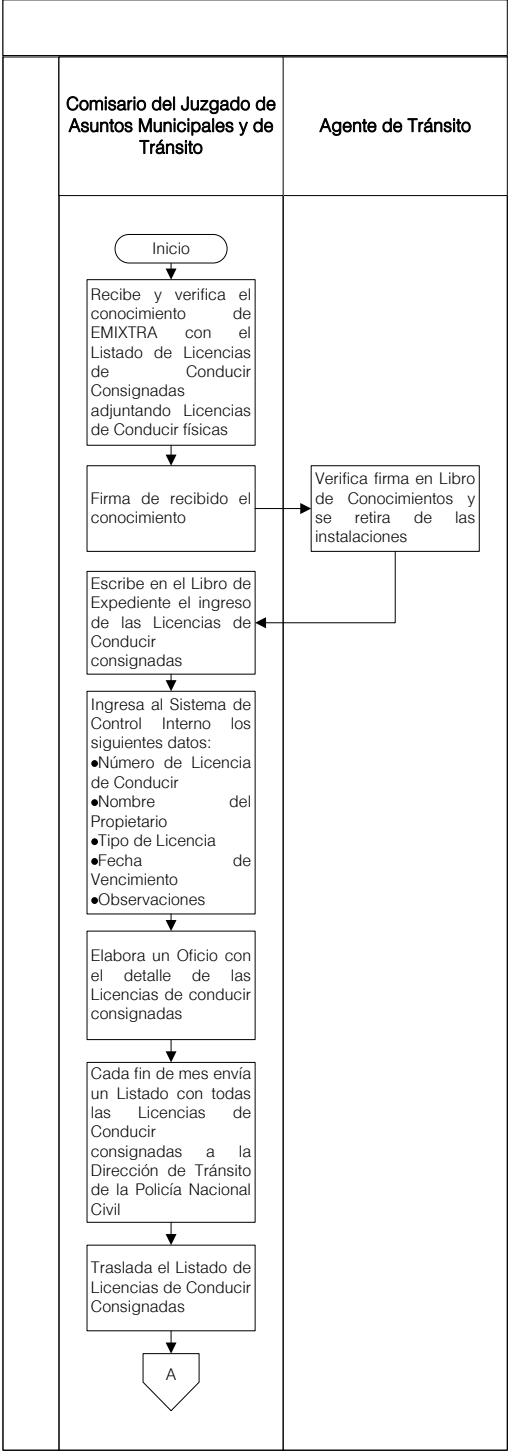 Comisario del Juzgado de
Asuntos Municipales y de
Tránsito
Agente de Tránsito
Inicio
Recibe y verifica el
conocimiento de
EMIXTRA con el
Listado de Licencias
de Conducir
Consignadas
adjuntando Licencias
de Conducir físicas
Firma de recibido el
conocimiento
Verifica firma en Libro
de Conocimientos y
se retira de las
instalaciones
Escribe en el Libro de
Expediente el ingreso
de las Licencias de
Conducir
consignadas
Ingresa al Sistema de
Control Interno los
siguientes datos:
●Número de Licencia
de Conducir
●Nombre del
Propietario
●Tipo de Licencia
●Fecha de
Vencimiento
●Observaciones
Elabora un Oficio con
el detalle de las
Licencias de conducir
consignadas
Cada fin de mes envía
un Listado con todas
las Licencias de
Conducir
consignadas a la
Dirección de Tránsito
de la Policía Nacional
Civil
Traslada el Listado de
Licencias de Conducir
Consignadas
A